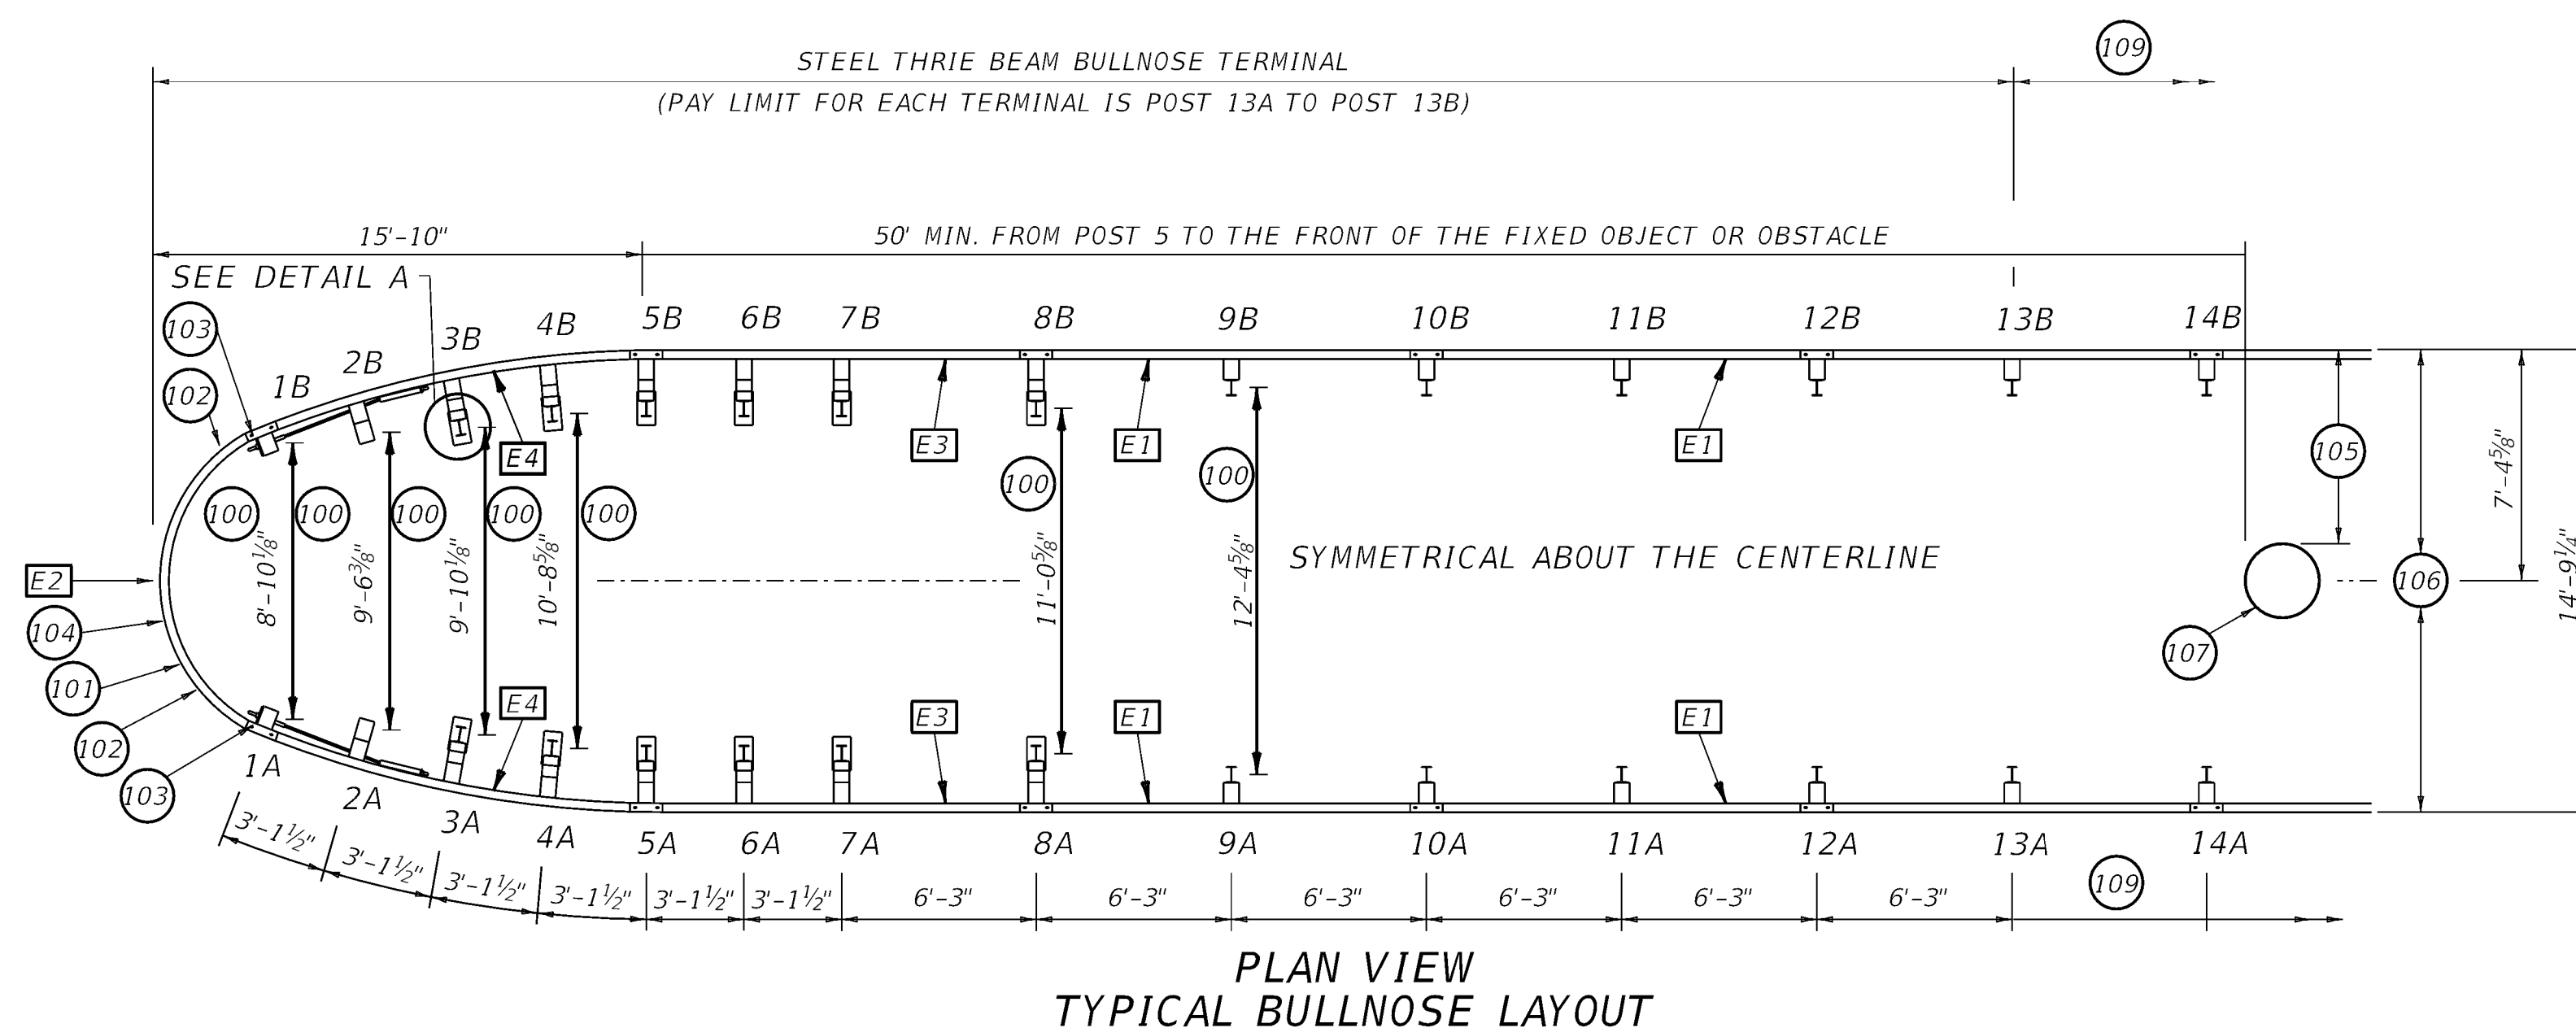 109
STEEL THRIE BEAM BULLNOSE TERMINAL
(PAY LIMIT FOR EACH TERMINAL IS POST 13A TO POST 13B)
15'-10"
50' MIN. FROM POST 5 TO THE FRONT OF THE FIXED OBJECT OR OBSTACLE
SEE DETAIL A
103
102
1B
2B
3B
4B
5B
6B
7B
8B
9B
10B
11B
12B
13B
14B
E4
E3
E1
E1
105
7'-4⅝"
100
100
100
100
100
100
100
8'-10⅛"
9'-6⅜"
9'-10⅛"
10'-8⅝"
11'-0⅝"
12'-4⅝"
SYMMETRICAL ABOUT THE CENTERLINE
E2
106
14'-9¼"
104
101
102
103
107
E4
E3
E1
E1
1A
2A
3A
4A
5A
6A
7A
8A
9A
10A
11A
12A
13A
14A
109
3'-1½"
3'-1½"
3'-1½"
3'-1½"
3'-1½"
3'-1½"
6'-3"
6'-3"
6'-3"
6'-3"
6'-3"
6'-3"
PLAN VIEW
TYPICAL BULLNOSE LAYOUT